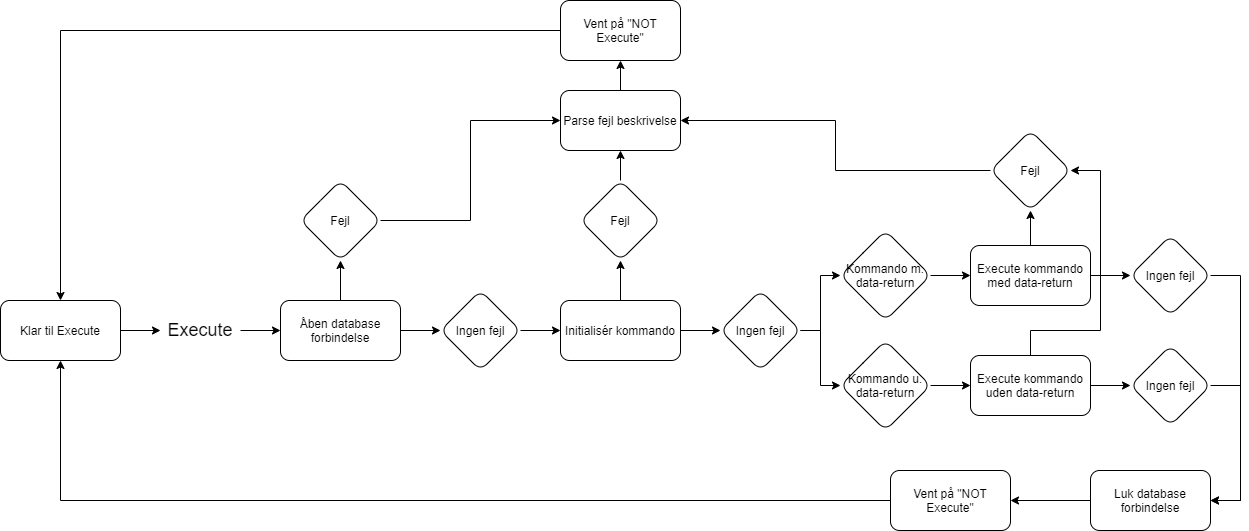 Vent på "NOT
Execute"
Parse fejl beskrivelse
Fejl
Fejl
Fejl
Kommando m.
data-return
Execute kommando
med data-return
Ingen fejl
Klar til Execute
Execute
Åben database
forbindelse
Ingen fejl
Initialisér kommando
Ingen fejl
Kommando u.
data-return
Execute kommando
uden data-return
Ingen fejl
Vent på "NOT
Execute"
Luk database
forbindelse